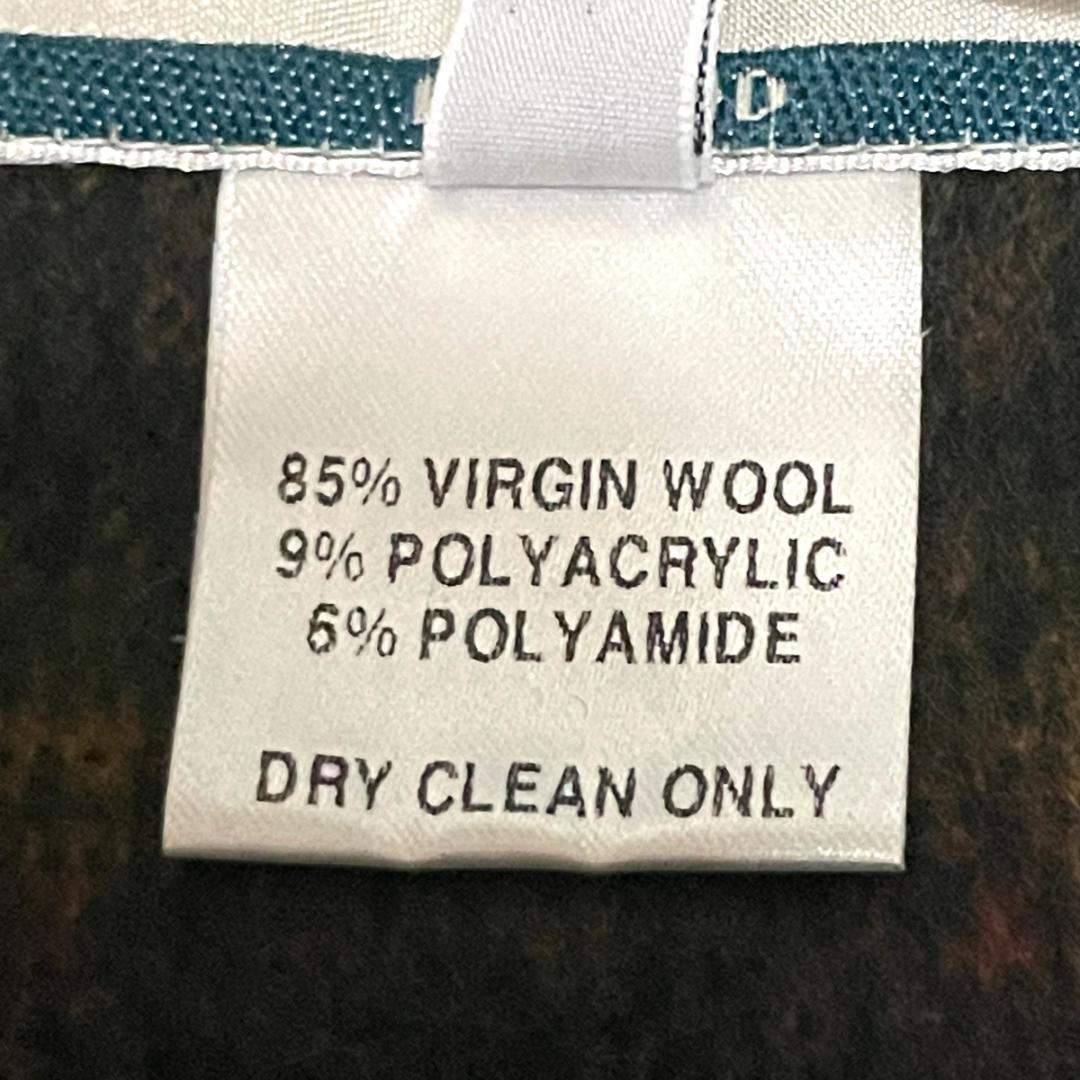 D
85% VIRGIN WOOL
9% POLYACRYLIC
6% POLYAMIDE
DRY CLEAN ONLY